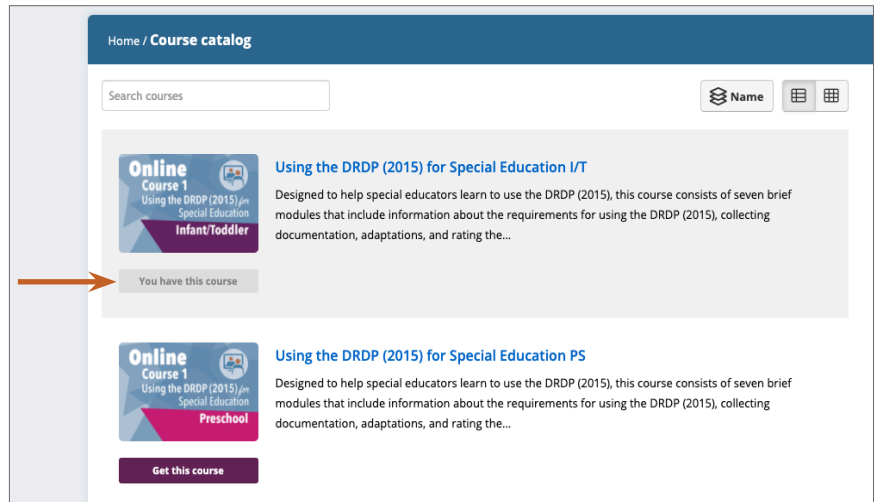 Home / Course catalog
Search courses
Name
Online
Course 1
Using the DRDP (2015) for
Special Education
Infant/Toddler
Using the DRDP (2015) for Special Education I/T
Designed to help special educators learn to use the DRDP (2015), this course consists of seven brief
modules that include information about the requirements for using the DRDP (2015), collecting
documentation, adaptations, and rating the...
You have this course
Online
Course 1
Using the DRDP (2015) for
Special Education
Preschool
Using the DRDP (2015) for Special Education PS
Designed to help special educators learn to use the DRDP (2015), this course consists of seven brief
modules that include information about the requirements for using the DRDP (2015), collecting
documentation, adaptations, and rating the...
Get this course